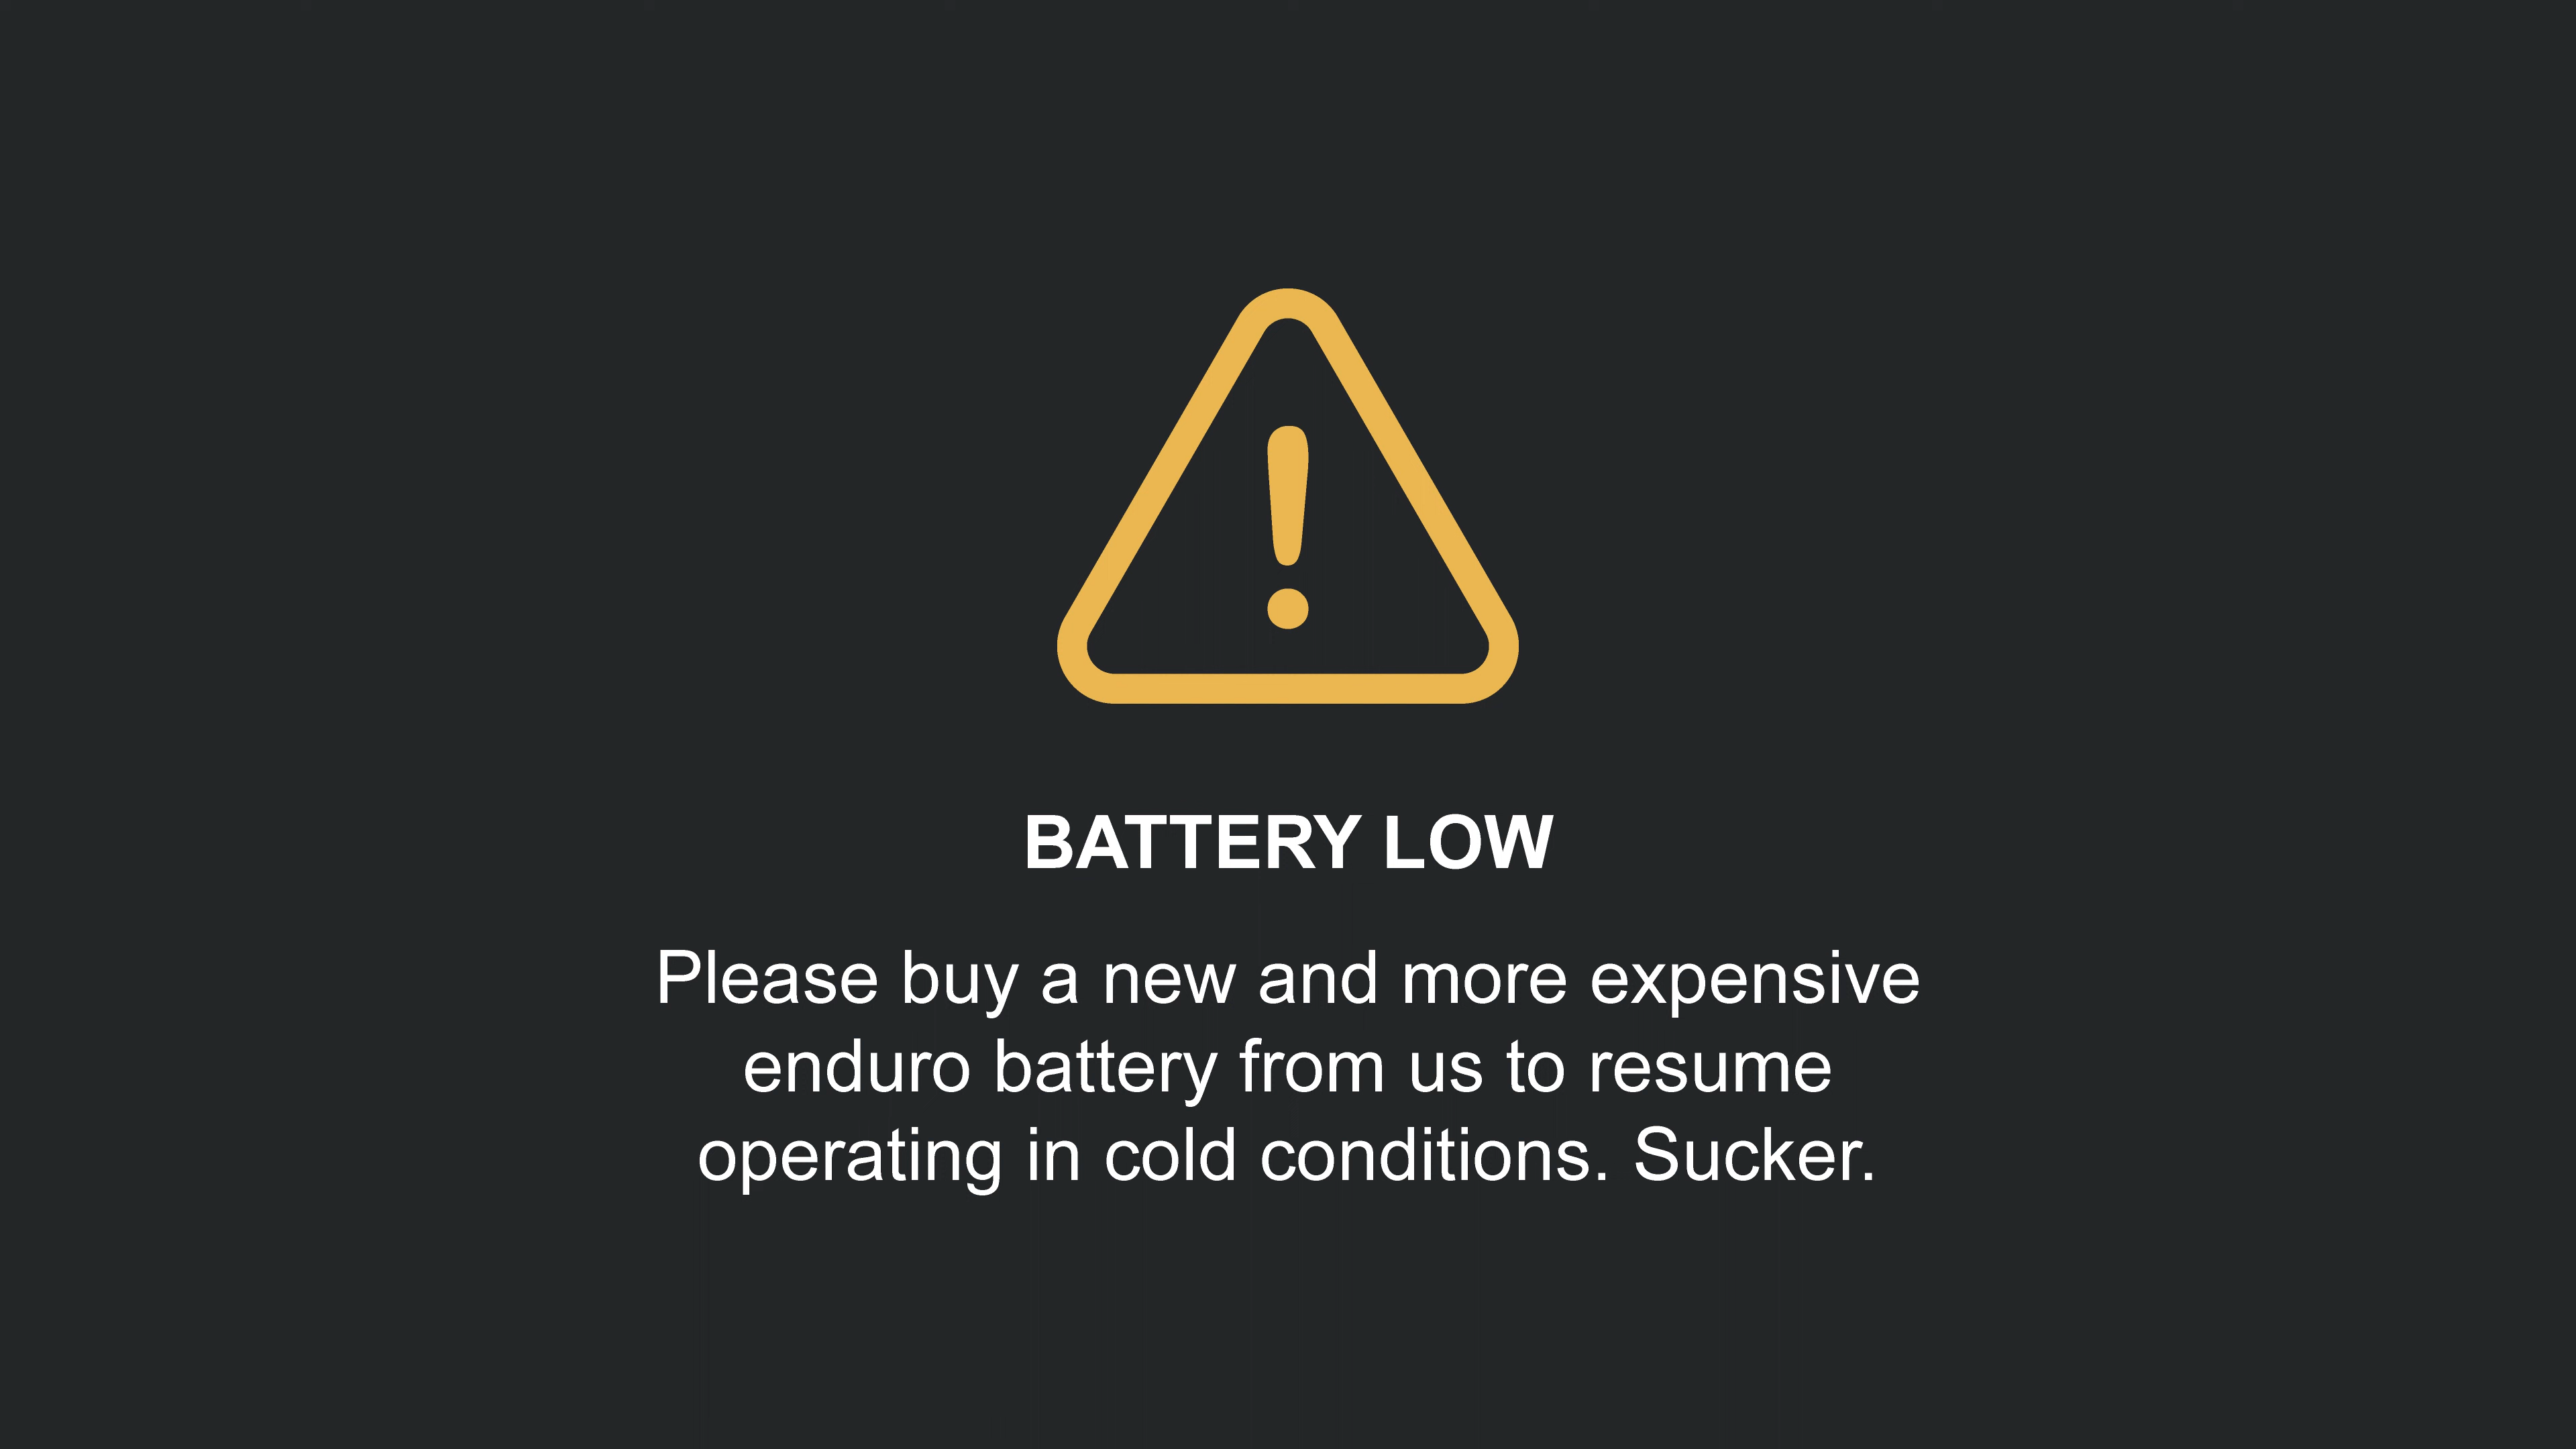 BATTERY LOW
Please buy a new and more expensive
enduro battery from us to resume
operating in cold conditions. Sucker.